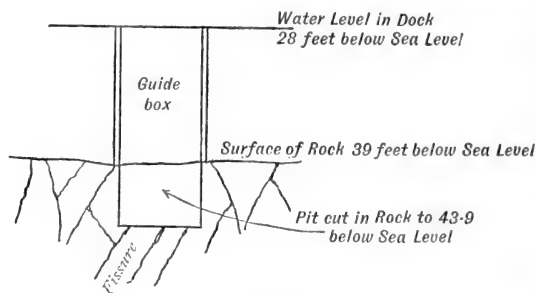 Water Level in Dock
28 feet below Sea Level
Guide
box
Surface of Rock 39 feet below Sea Level
Pit cut in Rock to 43·9
below Sea Level
Fissure